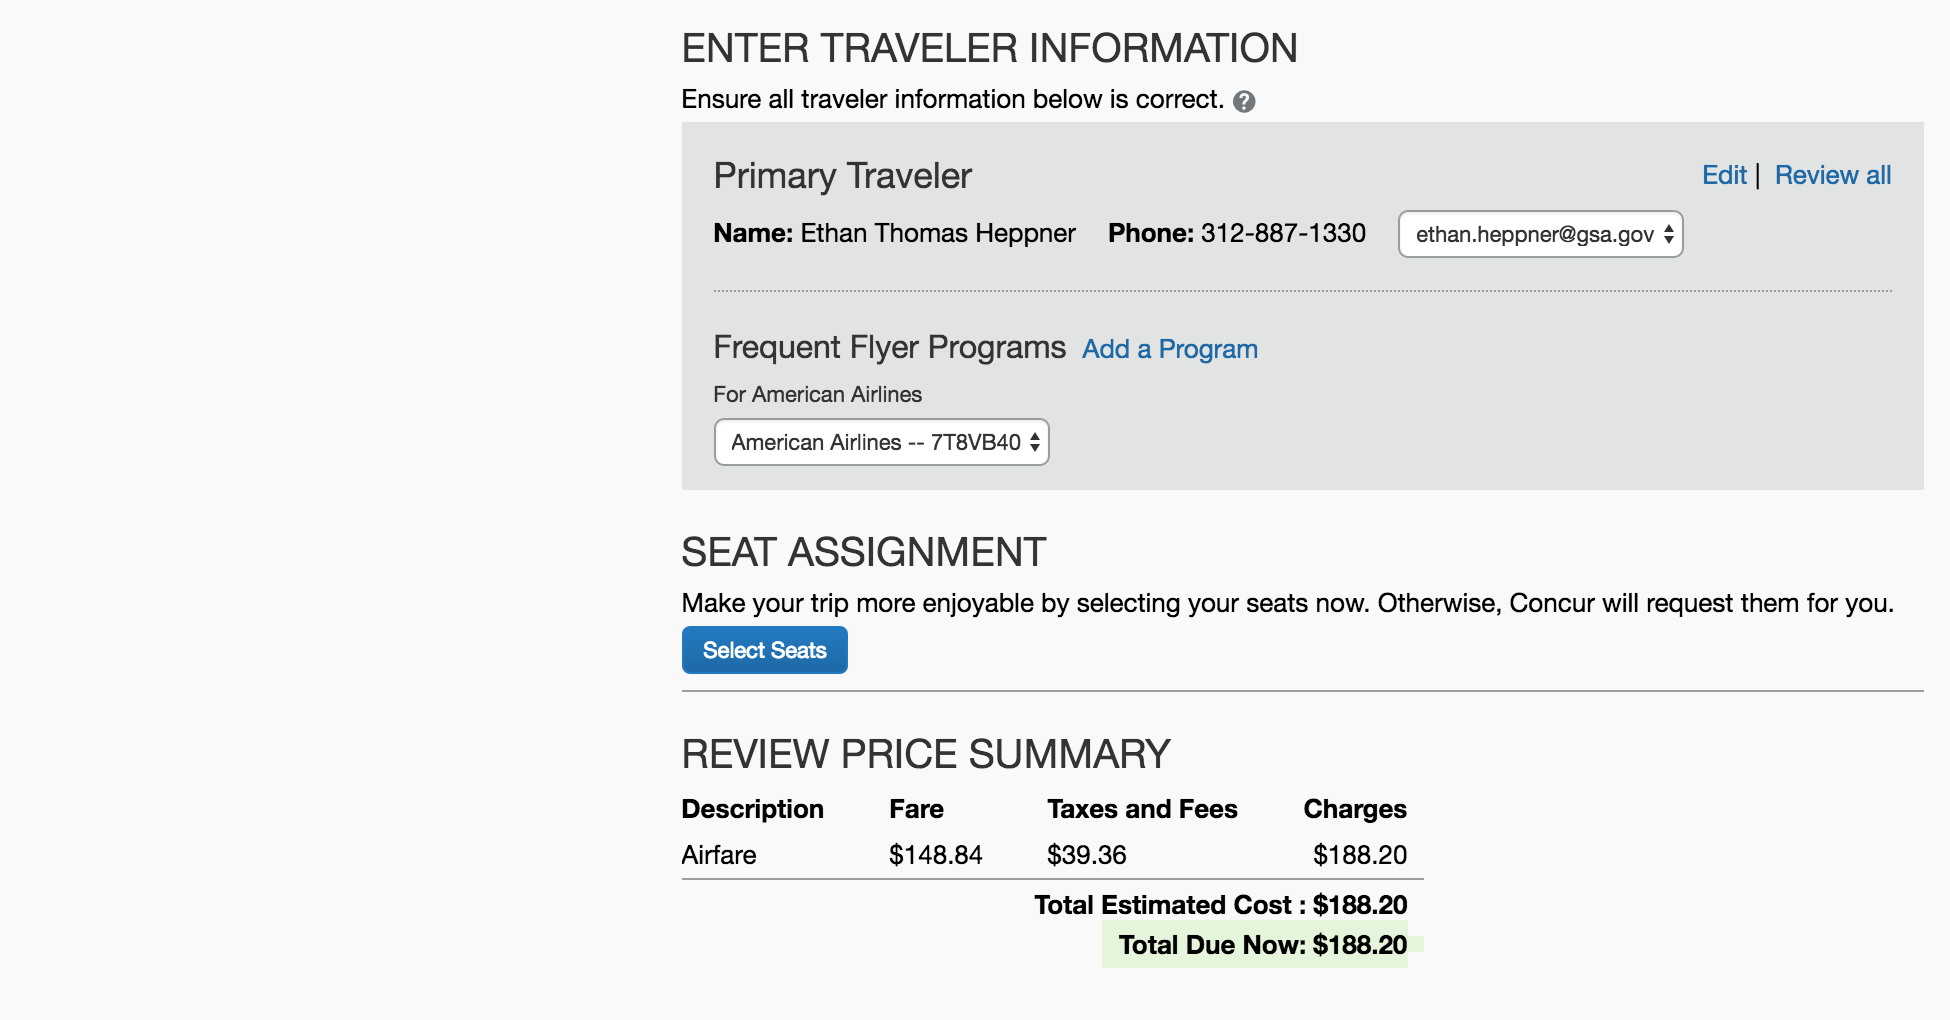 ENTER TRAVELER INFORMATION
Ensure all traveler information below is correct. ?
Primary Traveler Edit | Review all
Name: Ethan Thomas Heppner Phone: 312-887-1330 ethan.heppner@gsa.gov
Frequent Flyer Programs Add a Program
For American Airlines
American Airlines -- 7T8VB40
SEAT ASSIGNMENT
Make your trip more enjoyable by selecting your seats now. Otherwise, Concur will request them for you.
Select Seats
REVIEW PRICE SUMMARY
Description Fare Taxes and Fees Charges
Airfare $148.84 $39.36 $188.20
Total Estimated Cost : $188.20
Total Due Now: $188.20